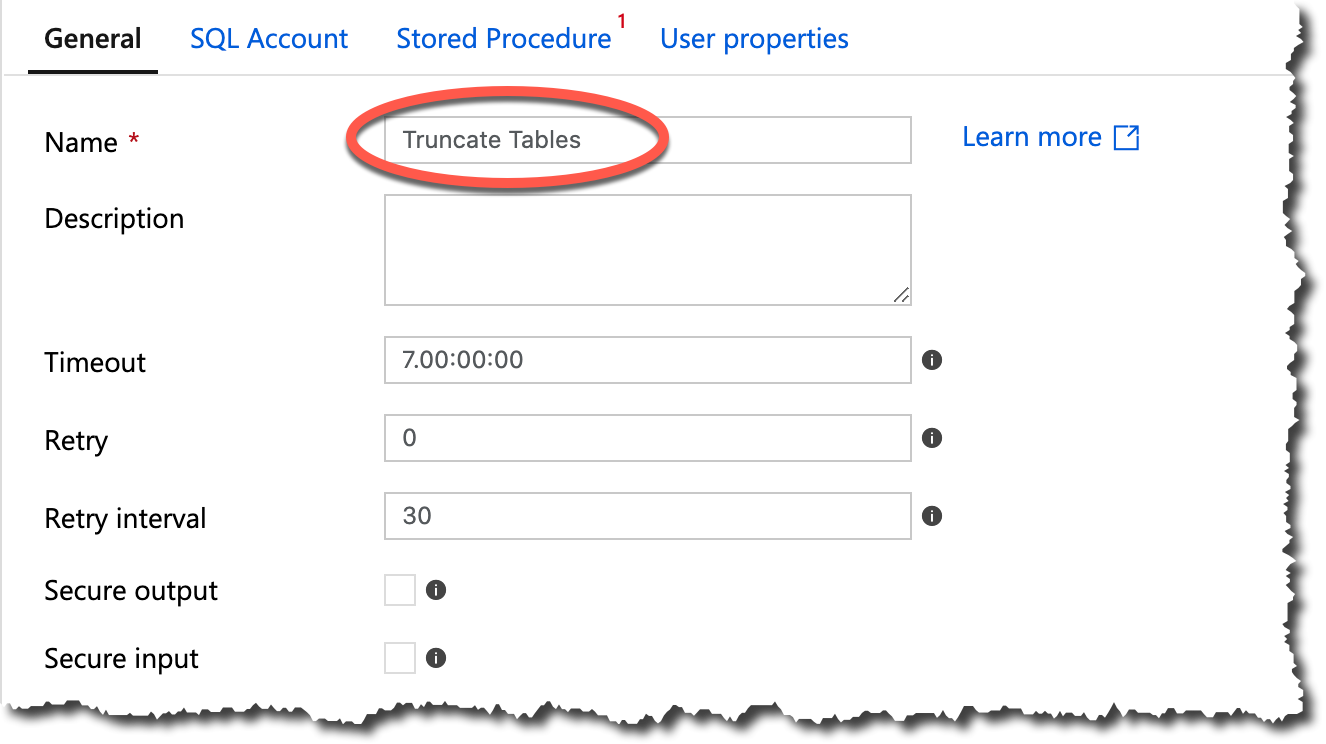 General SQL Account Stored Procedure 1 User properties
Name * Truncate Tables Learn more
Description
Timeout 7.00:00:00
Retry 0
Retry interval 30
Secure output
Secure input